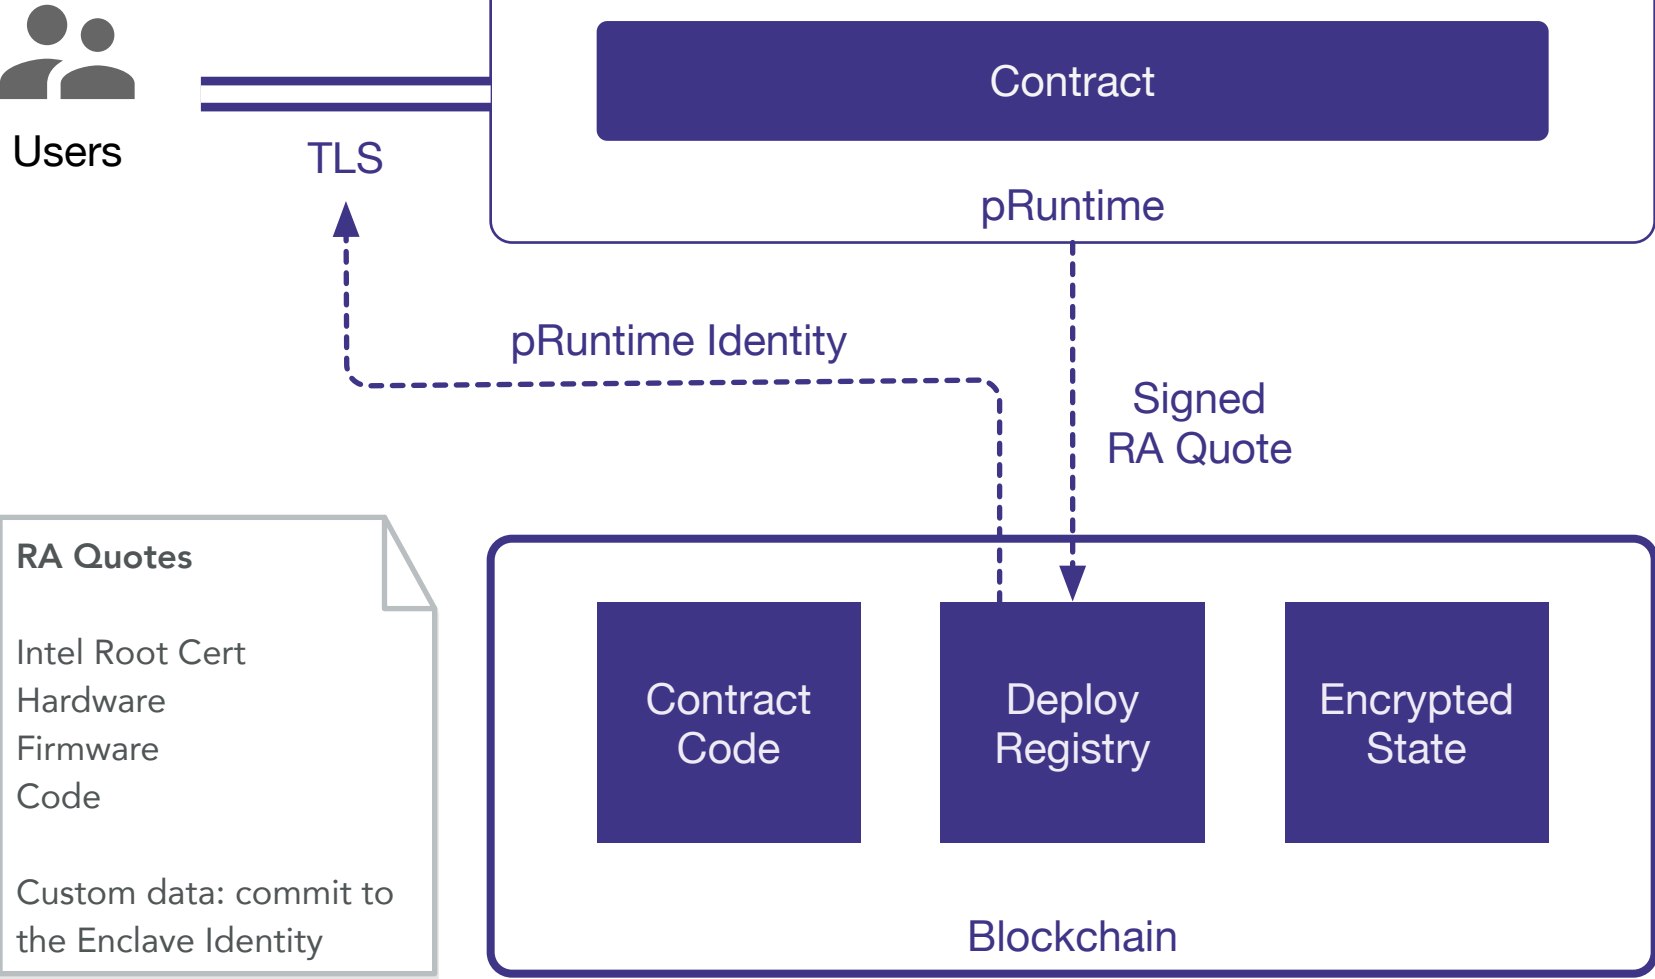 Contract
Users
TLS
pRuntime
pRuntime Identity
Signed
RA Quote
RA Quotes
Intel Root Cert
Hardware
Firmware
Code
Custom data: commit to
the Enclave Identity
Contract
Code
Deploy
Registry
Encrypted
State
Blockchain